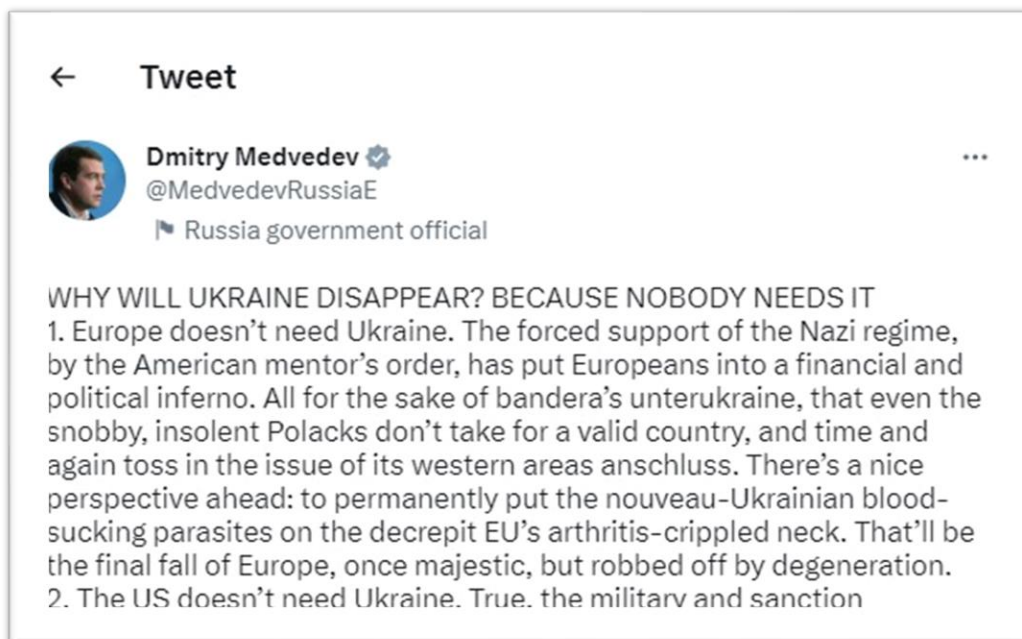 Tweet
Dmitry Medvedev
@MedvedevRussiaE
Russia government official
WHY WILL UKRAINE DISAPPEAR? BECAUSE NOBODY NEEDS IT
1. Europe doesn’t need Ukraine. The forced support of the Nazi regime,
by the American mentor’s order, has put Europeans into a financial and
political inferno. All for the sake of bandera’s unterukraine, that even the
snobby, insolent Polacks don’t take for a valid country, and time and
again toss in the issue of its western areas anschluss. There’s a nice
perspective ahead: to permanently put the nouveau-Ukrainian blood-
sucking parasites on the decrepit EU’s arthritis-crippled neck. That’ll be
the final fall of Europe, once majestic, but robbed off by degeneration.
2. The US doesn’t need Ukraine. True, the military and sanction